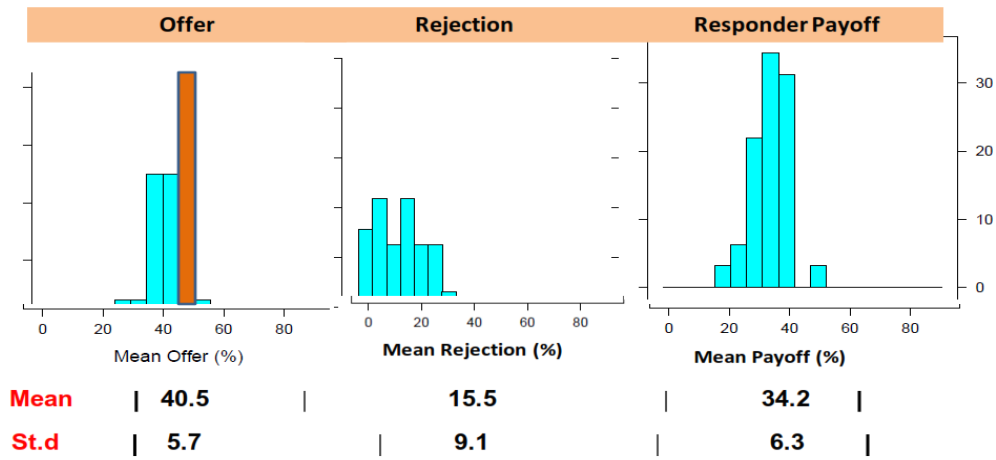 Offer Rejection Responder Payoff
30
20
10
0
0 20 40 60 80 0 20 40 60 80 0 20 40 60 80
Mean Offer (%) Mean Rejection (%) Mean Payoff (%)
Mean 40.5 15.5 34.2
St.d 5.7 9.1 6.3